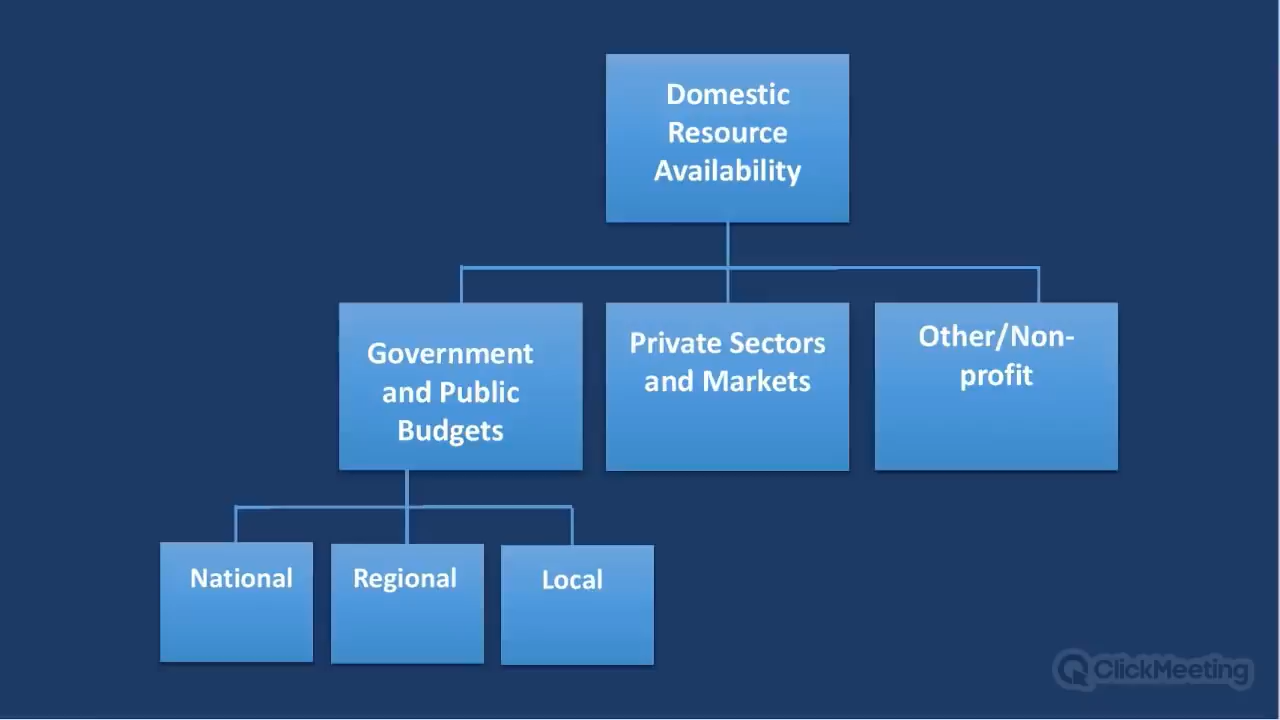 Domestic
Resource
Availability
Government
and Public
Budgets
Private Sectors
and Markets
Other/Non-
profit
National
Regional
Local
ClickMeeting